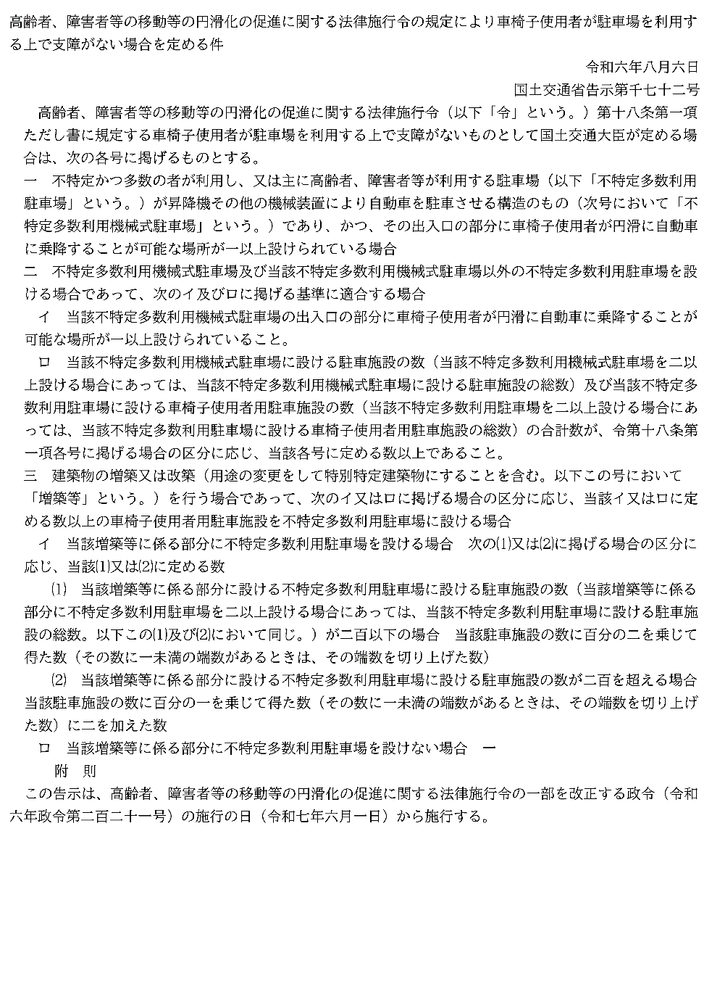 高齢者、障害者等の移動等の円滑化の促進に関する法律施行令の規定により車椅子使用者が駐車場を利用す
る上で支障がない場合を定める件
令和六年八月六日
国土交通省告示第千七十二号
高齢者、障害者等の移動等の円滑化の促進に関する法律施行令（以下「令」という。）第十八条第一項
ただし書に規定する車椅子使用者が駐車場を利用する上で支障がないものとして国土交通大臣が定める場
合は、次の各号に掲げるものとする。
一　不特定かつ多数の者が利用し、又は主に高齢者、障害者等が利用する駐車場（以下「不特定多数利用
駐車場」という。）が昇降機その他の機械装置により自動車を駐車させる構造のもの（次号において「不
特定多数利用機械式駐車場」という。）であり、かつ、その出入口の部分に車椅子使用者が円滑に自動車
に乗降することが可能な場所が一以上設けられている場合
二　不特定多数利用機械式駐車場及び当該不特定多数利用機械式駐車場以外の不特定多数利用駐車場を設
ける場合であって、次のイ及びロに掲げる基準に適合する場合
イ　当該不特定多数利用機械式駐車場の出入口の部分に車椅子使用者が円滑に自動車に乗降することが
可能な場所が一以上設けられていること。
ロ　当該不特定多数利用機械式駐車場に設ける駐車施設の数（当該不特定多数利用機械式駐車場を二以
上設ける場合にあっては、当該不特定多数利用機械式駐車場に設ける駐車施設の総数）及び当該不特定多
数利用駐車場に設ける車椅子使用者用駐車施設の数（当該不特定多数利用駐車場を二以上設ける場合にあ
っては、当該不特定多数利用駐車場に設ける車椅子使用者用駐車施設の総数）の合計数が、令第十八条第
一項各号に掲げる場合の区分に応じ、当該各号に定める数以上であること。
三　建築物の増築又は改築（用途の変更をして特別特定建築物にすることを含む。以下この号において
「増築等」という。）を行う場合であって、次のイ又はロに掲げる場合の区分に応じ、当該イ又はロに定
める数以上の車椅子使用者用駐車施設を不特定多数利用駐車場に設ける場合
イ　当該増築等に係る部分に不特定多数利用駐車場を設ける場合　次の⑴又は⑵に掲げる場合の区分に
応じ、当該⑴又は⑵に定める数
⑴　当該増築等に係る部分に設ける不特定多数利用駐車場に設ける駐車施設の数（当該増築等に係る
部分に不特定多数利用駐車場を二以上設ける場合にあっては、当該不特定多数利用駐車場に設ける駐車施
設の総数。以下この⑴及び⑵において同じ。）が二百以下の場合　当該駐車施設の数に百分の二を乗じて
得た数（その数に一未満の端数があるときは、その端数を切り上げた数）
⑵　当該増築等に係る部分に設ける不特定多数利用駐車場に設ける駐車施設の数が二百を超える場合
当該駐車施設の数に百分の一を乗じて得た数（その数に一未満の端数があるときは、その端数を切り上げ
た数）に二を加えた数
ロ　当該増築等に係る部分に不特定多数利用駐車場を設けない場合　一
附　則
この告示は、高齢者、障害者等の移動等の円滑化の促進に関する法律施行令の一部を改正する政令（令和
六年政令第二百二十一号）の施行の日（令和七年六月一日）から施行する。